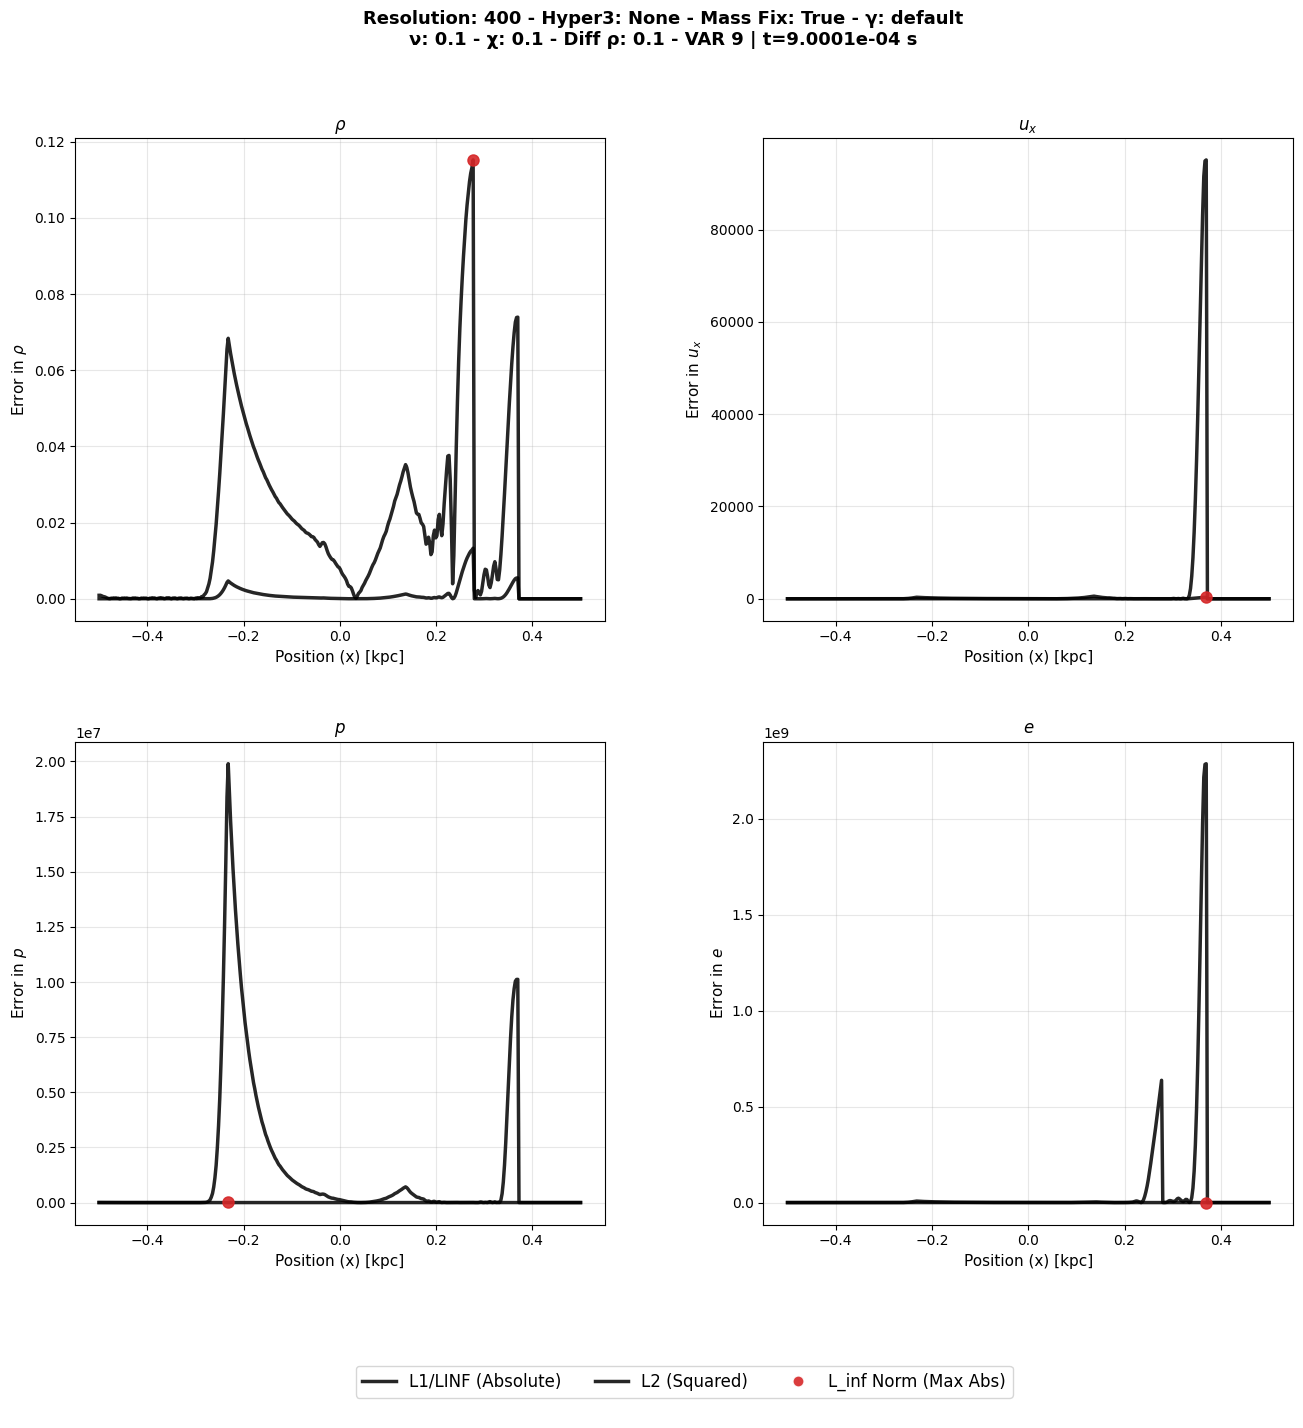 Resolution: 400 - Hyper3: None - Mass Fix: True - γ: default
ν: 0.1 - χ: 0.1 - Diff ρ: 0.1 - VAR 9 | t=9.0001e-04 s
ρ
Error in ρ
0.12
0.10
0.08
0.06
0.04
0.02
0.00
−0.4 −0.2 0.0 0.2 0.4
Position (x) [kpc]
u_x
Error in u_x
80000
60000
40000
20000
0
−0.4 −0.2 0.0 0.2 0.4
Position (x) [kpc]
p
1e7
Error in p
2.00
1.75
1.50
1.25
1.00
0.75
0.50
0.25
0.00
−0.4 −0.2 0.0 0.2 0.4
Position (x) [kpc]
e
1e9
Error in e
2.0
1.5
1.0
0.5
0.0
−0.4 −0.2 0.0 0.2 0.4
Position (x) [kpc]
L1/LINF (Absolute) L2 (Squared) L_inf Norm (Max Abs)